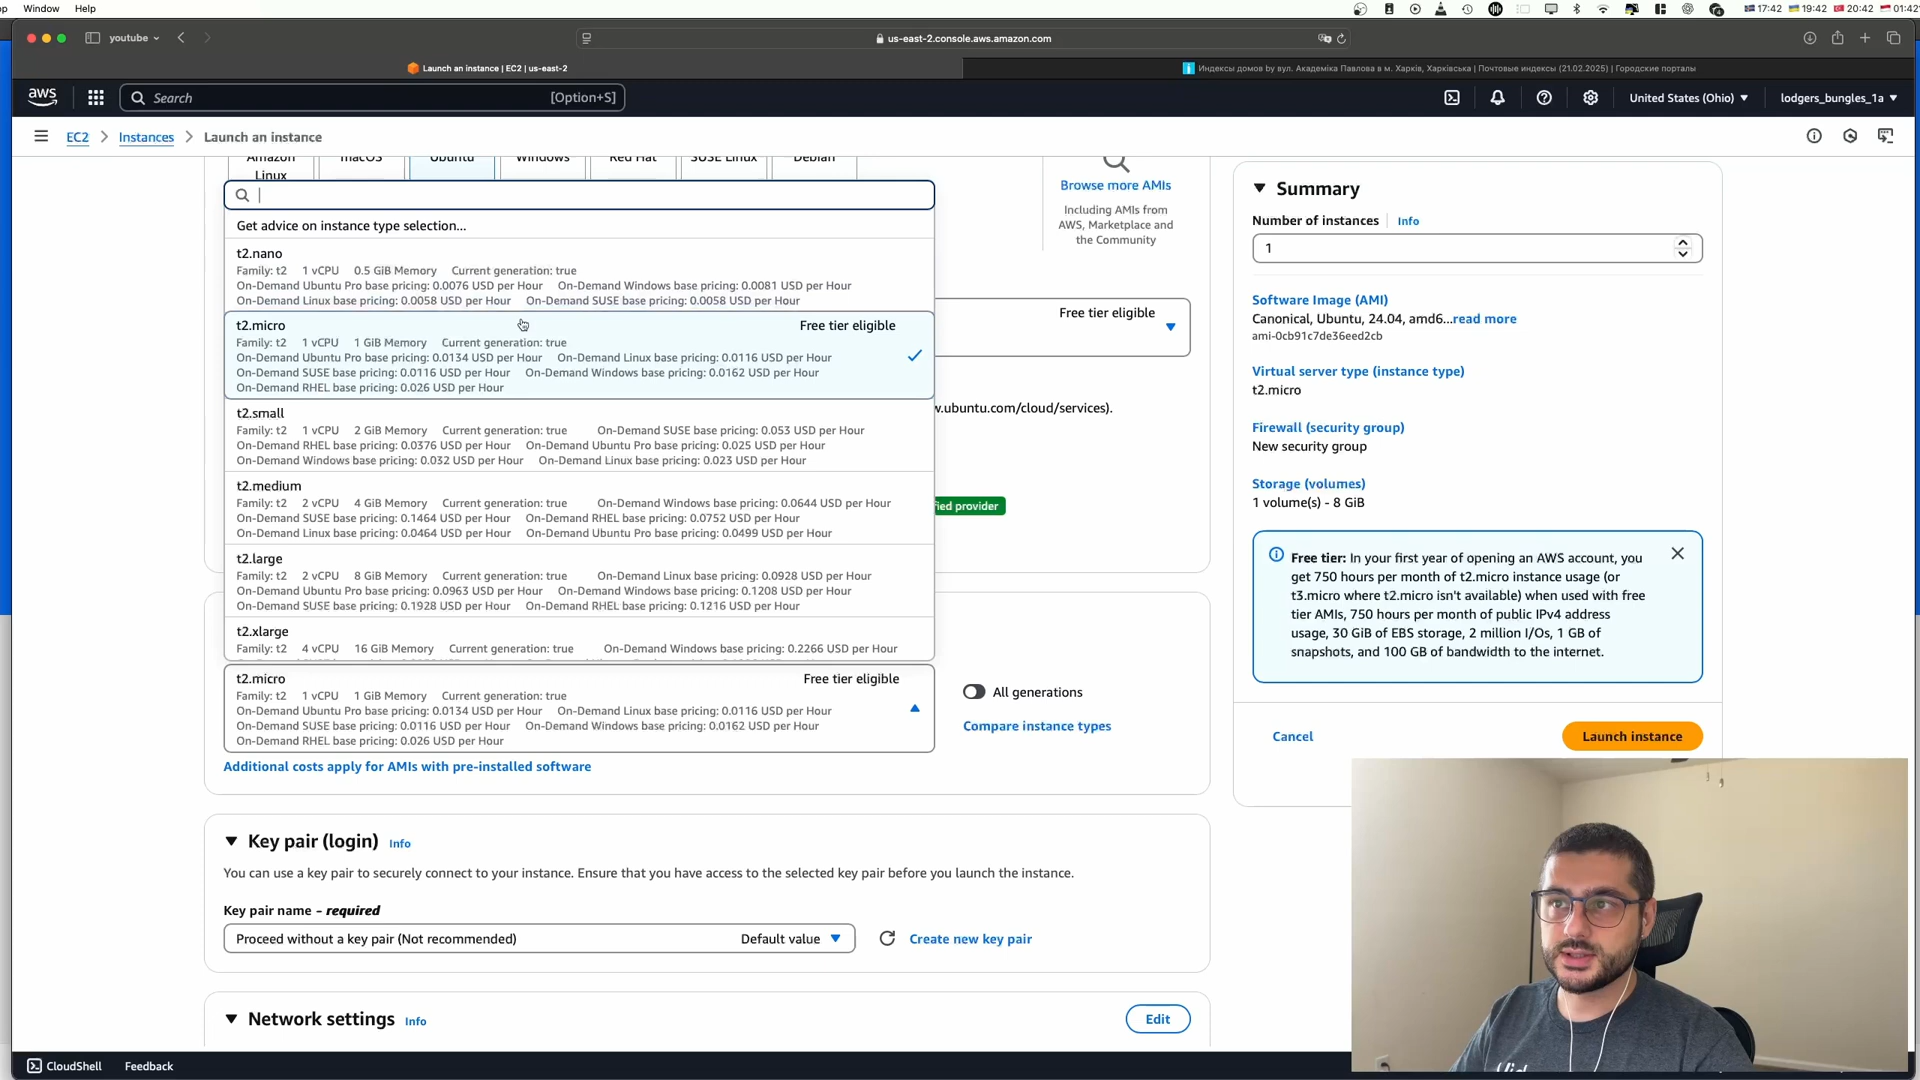 Window Help
17:42 19:42 20:42 01:42
youtube
us-east-2.console.aws.amazon.com
Launch an instance | EC2 | us-east-2
Индексы домов by вул. Академіка Павлова в м. Харків, Харківська | Почтовые индексы (21.02.2025) | Городские порталы
aws
Search
[Option+S]
United States (Ohio)
lodgers_bungles_1a
EC2
Instances
Launch an instance
Amazon Linux
macOS
Ubuntu
Windows
Red Hat
SUSE Linux
Debian
Browse more AMIs
Including AMIs from
AWS, Marketplace and
the Community
Get advice on instance type selection...
t2.nano
Family: t2 1 vCPU 0.5 GiB Memory Current generation: true
On-Demand Ubuntu Pro base pricing: 0.0076 USD per Hour On-Demand Windows base pricing: 0.0081 USD per Hour
On-Demand Linux base pricing: 0.0058 USD per Hour On-Demand SUSE base pricing: 0.0058 USD per Hour
t2.micro Free tier eligible
Family: t2 1 vCPU 1 GiB Memory Current generation: true
On-Demand Ubuntu Pro base pricing: 0.0134 USD per Hour On-Demand Linux base pricing: 0.0116 USD per Hour
On-Demand SUSE base pricing: 0.0116 USD per Hour On-Demand Windows base pricing: 0.0162 USD per Hour
On-Demand RHEL base pricing: 0.026 USD per Hour
t2.small
Family: t2 1 vCPU 2 GiB Memory Current generation: true On-Demand SUSE base pricing: 0.053 USD per Hour
On-Demand RHEL base pricing: 0.0376 USD per Hour On-Demand Ubuntu Pro base pricing: 0.025 USD per Hour
On-Demand Windows base pricing: 0.032 USD per Hour On-Demand Linux base pricing: 0.023 USD per Hour
t2.medium
Family: t2 2 vCPU 4 GiB Memory Current generation: true On-Demand Windows base pricing: 0.0644 USD per Hour
On-Demand SUSE base pricing: 0.1464 USD per Hour On-Demand RHEL base pricing: 0.0752 USD per Hour
On-Demand Linux base pricing: 0.0464 USD per Hour On-Demand Ubuntu Pro base pricing: 0.0499 USD per Hour
t2.large
Family: t2 2 vCPU 8 GiB Memory Current generation: true On-Demand Linux base pricing: 0.0928 USD per Hour
On-Demand Ubuntu Pro base pricing: 0.0963 USD per Hour On-Demand Windows base pricing: 0.1208 USD per Hour
On-Demand SUSE base pricing: 0.1928 USD per Hour On-Demand RHEL base pricing: 0.1216 USD per Hour
t2.xlarge
Family: t2 4 vCPU 16 GiB Memory Current generation: true On-Demand Windows base pricing: 0.2266 USD per Hour
Free tier eligible
w.ubuntu.com/cloud/services).
fied provider
t2.micro Free tier eligible
Family: t2 1 vCPU 1 GiB Memory Current generation: true
On-Demand Ubuntu Pro base pricing: 0.0134 USD per Hour On-Demand Linux base pricing: 0.0116 USD per Hour
On-Demand SUSE base pricing: 0.0116 USD per Hour On-Demand Windows base pricing: 0.0162 USD per Hour
On-Demand RHEL base pricing: 0.026 USD per Hour
All generations
Compare instance types
Additional costs apply for AMIs with pre-installed software
Key pair (login) Info
You can use a key pair to securely connect to your instance. Ensure that you have access to the selected key pair before you launch the instance.
Key pair name - required
Proceed without a key pair (Not recommended) Default value
Create new key pair
Network settings Info
Edit
Summary
Number of instances Info
1
Software Image (AMI)
Canonical, Ubuntu, 24.04, amd6...read more
ami-0cb91c7de36eed2cb
Virtual server type (instance type)
t2.micro
Firewall (security group)
New security group
Storage (volumes)
1 volume(s) - 8 GiB
Free tier: In your first year of opening an AWS account, you
get 750 hours per month of t2.micro instance usage (or
t3.micro where t2.micro isn't available) when used with free
tier AMIs, 750 hours per month of public IPv4 address
usage, 30 GiB of EBS storage, 2 million I/Os, 1 GB of
snapshots, and 100 GB of bandwidth to the internet.
Cancel
Launch instance
CloudShell
Feedback